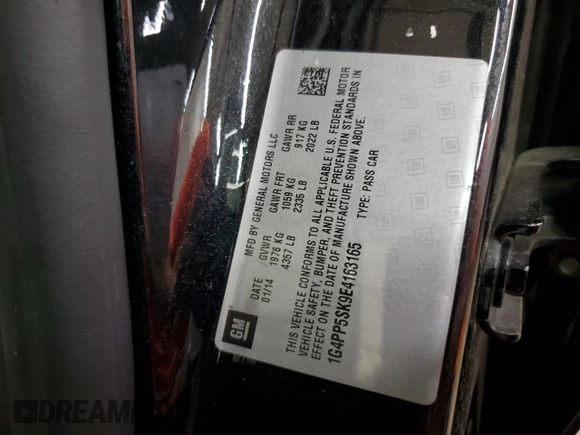 GM
MFD BY GENERAL MOTORS LLC
DATE GVWR GAWR FRT GAWR RR
01/14 1976 KG 1059 KG 917 KG
4357 LB 2335 LB 2022 LB
THIS VEHICLE CONFORMS TO ALL APPLICABLE U.S. FEDERAL MOTOR
VEHICLE SAFETY, BUMPER, AND THEFT PREVENTION STANDARDS IN
EFFECT ON THE DATE OF MANUFACTURE SHOWN ABOVE.
1G4PP5SK9E4163165 TYPE: PASS CAR